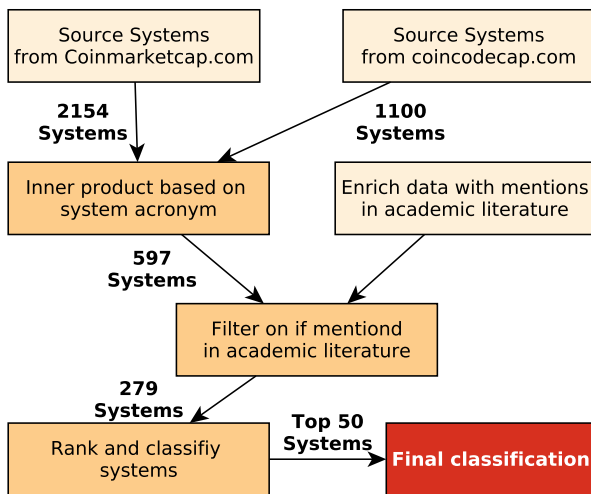 Source Systems
from Coinmarketcap.com
Source Systems
from coincodecap.com
2154
Systems
1100
Systems
Inner product based on
system acronym
Enrich data with mentions
in academic literature
597
Systems
Filter on if mentiond
in academic literature
279
Systems
Top 50
Systems
Rank and classifiy
systems
Final classification